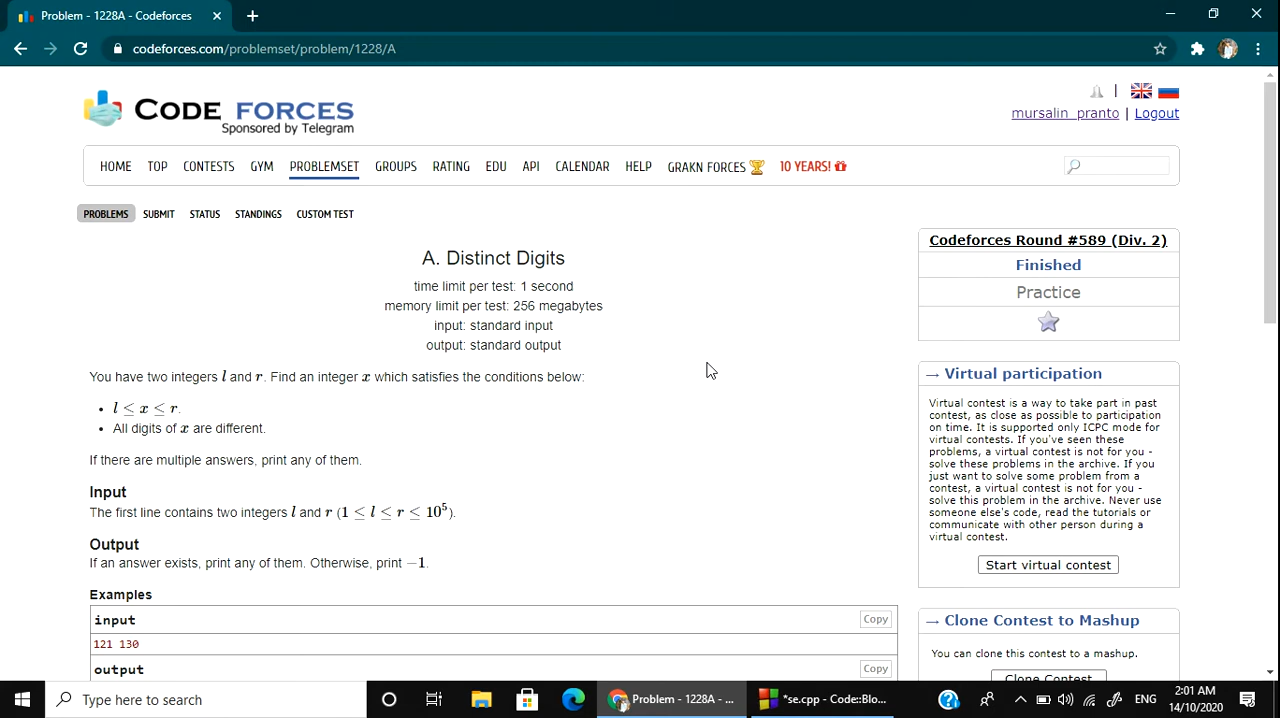 Problem - 1228A - Codeforces
codeforces.com/problemset/problem/1228/A
CODE FORCES
Sponsored by Telegram
mursalin_pranto | Logout
HOME TOP CONTESTS GYM PROBLEMSET GROUPS RATING EDU API CALENDAR HELP GRAKN FORCES 10 YEARS!
PROBLEMS SUBMIT STATUS STANDINGS CUSTOM TEST
A. Distinct Digits
time limit per test: 1 second
memory limit per test: 256 megabytes
input: standard input
output: standard output
You have two integers l and r. Find an integer x which satisfies the conditions below:
• l ≤ x ≤ r.
• All digits of x are different.
If there are multiple answers, print any of them.
Input
The first line contains two integers l and r (1 ≤ l ≤ r ≤ 10⁵).
Output
If an answer exists, print any of them. Otherwise, print −1.
Examples
input Copy
121 130
output Copy
Codeforces Round #589 (Div. 2)
Finished
Practice
→ Virtual participation
Virtual contest is a way to take part in past
contest, as close as possible to participation
on time. It is supported only ICPC mode for
virtual contests. If you've seen these
problems, a virtual contest is not for you -
solve these problems in the archive. If you
just want to solve some problem from a
contest, a virtual contest is not for you -
solve this problem in the archive. Never use
someone else's code, read the tutorials or
communicate with other person during a
virtual contest.
Start virtual contest
→ Clone Contest to Mashup
You can clone this contest to a mashup.
Clone Contest
Type here to search
Problem - 1228A - ...
*se.cpp - Code::Blo...
ENG
2:01 AM
14/10/2020